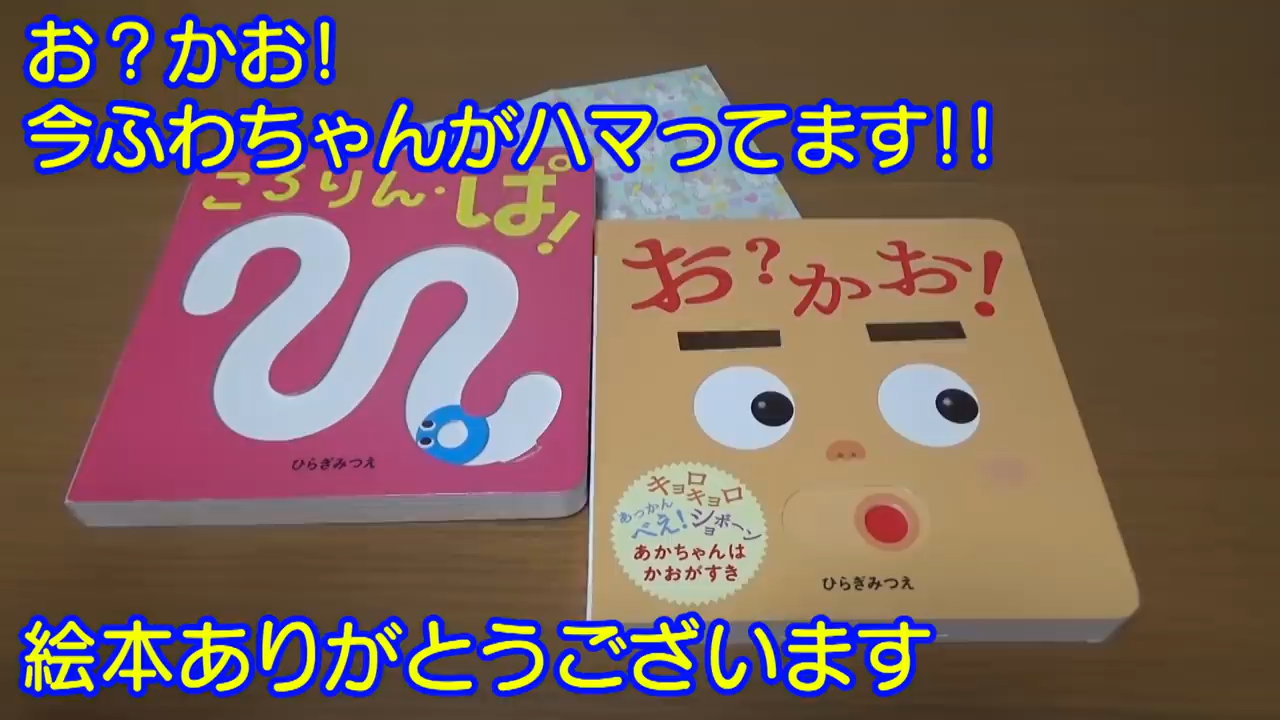 お？かお!
今ふわちゃんがハマってます!!
ころりん・ぱ!
ひらぎみつえ
お？かお!
キョロ
キョロ
あっかん
べえ!
ショボーン
あかちゃんは
かおがすき
ひらぎみつえ
絵本ありがとうございます